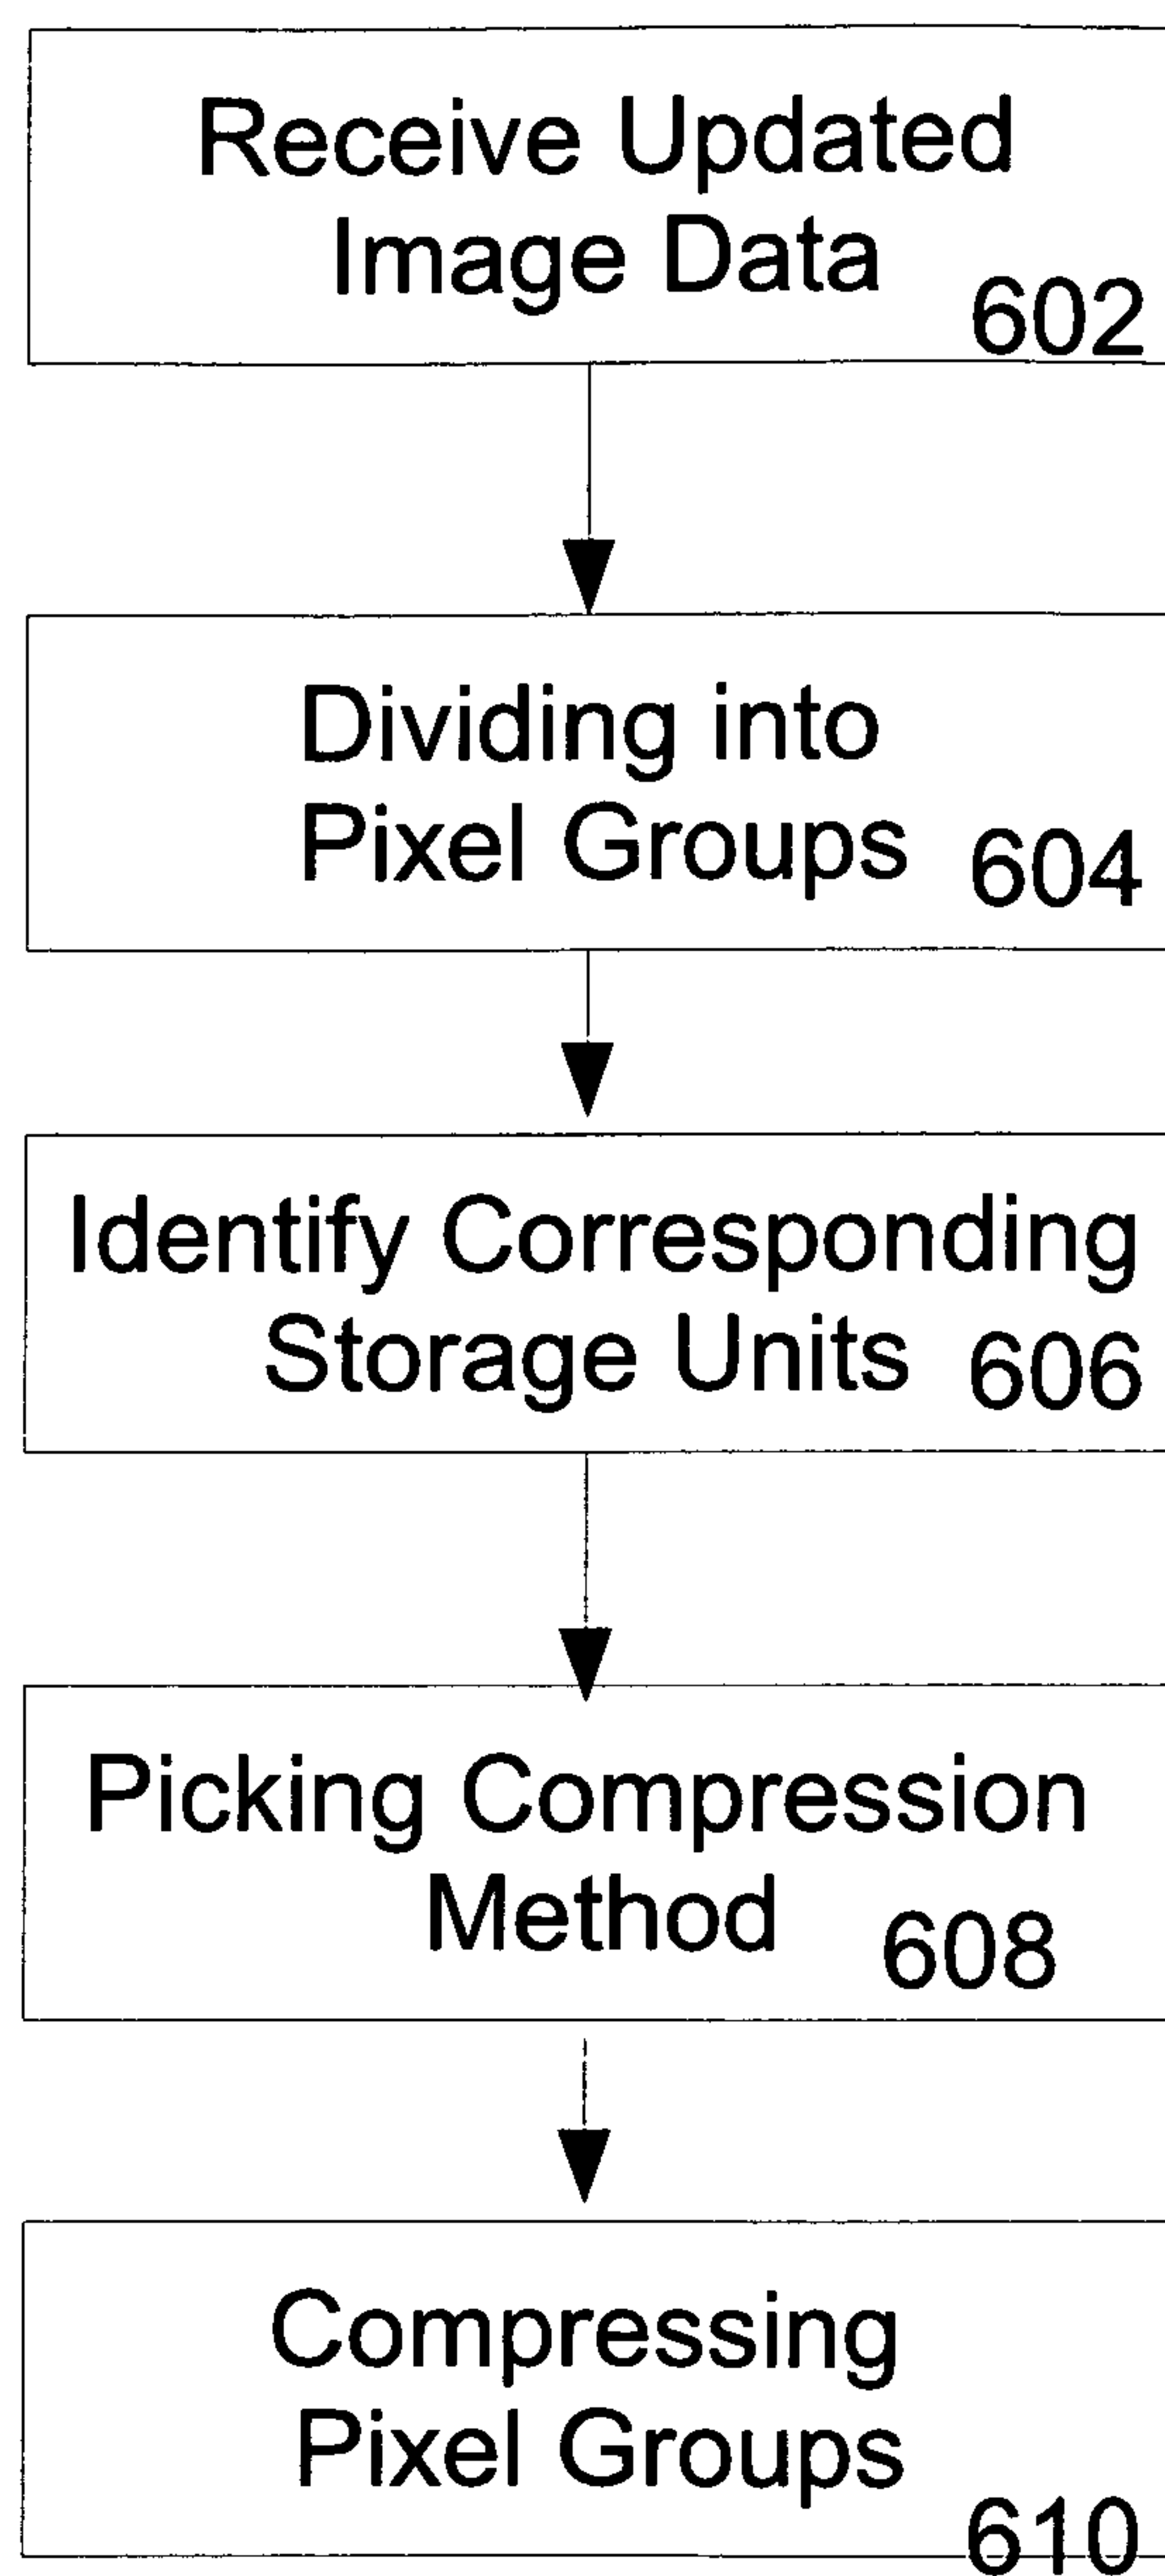 Receive Updated
Image Data
602
Dividing into
Pixel Groups 604
Identify Corresponding
Storage Units 606
Picking Compression
Method 608
Compressing
Pixel Groups
610